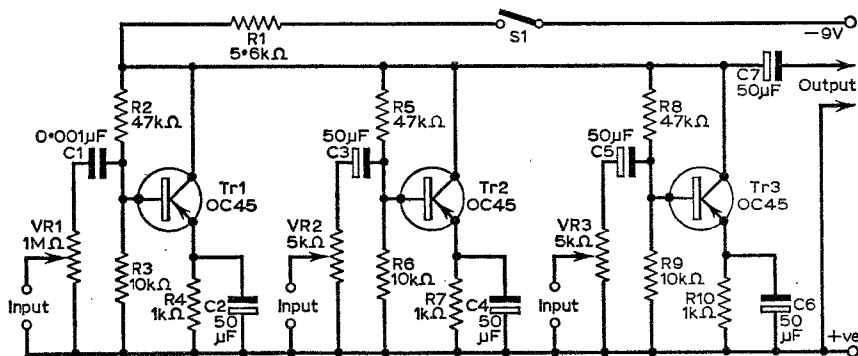 R1
5·6kΩ
S1
−9V
R2
47kΩ
R5
47kΩ
R8
47kΩ
C7
50µF
Output
0·001µF
C1
50µF
C3
50µF
C5
Tr1
OC45
Tr2
OC45
Tr3
OC45
VR1
1MΩ
VR2
5kΩ
VR3
5kΩ
R3
10kΩ
R6
10kΩ
R9
10kΩ
Input
R4
1kΩ
C2
50
µF
Input
R7
1kΩ
C4
50
µF
Input
R10
1kΩ
C6
50
µF
+ve